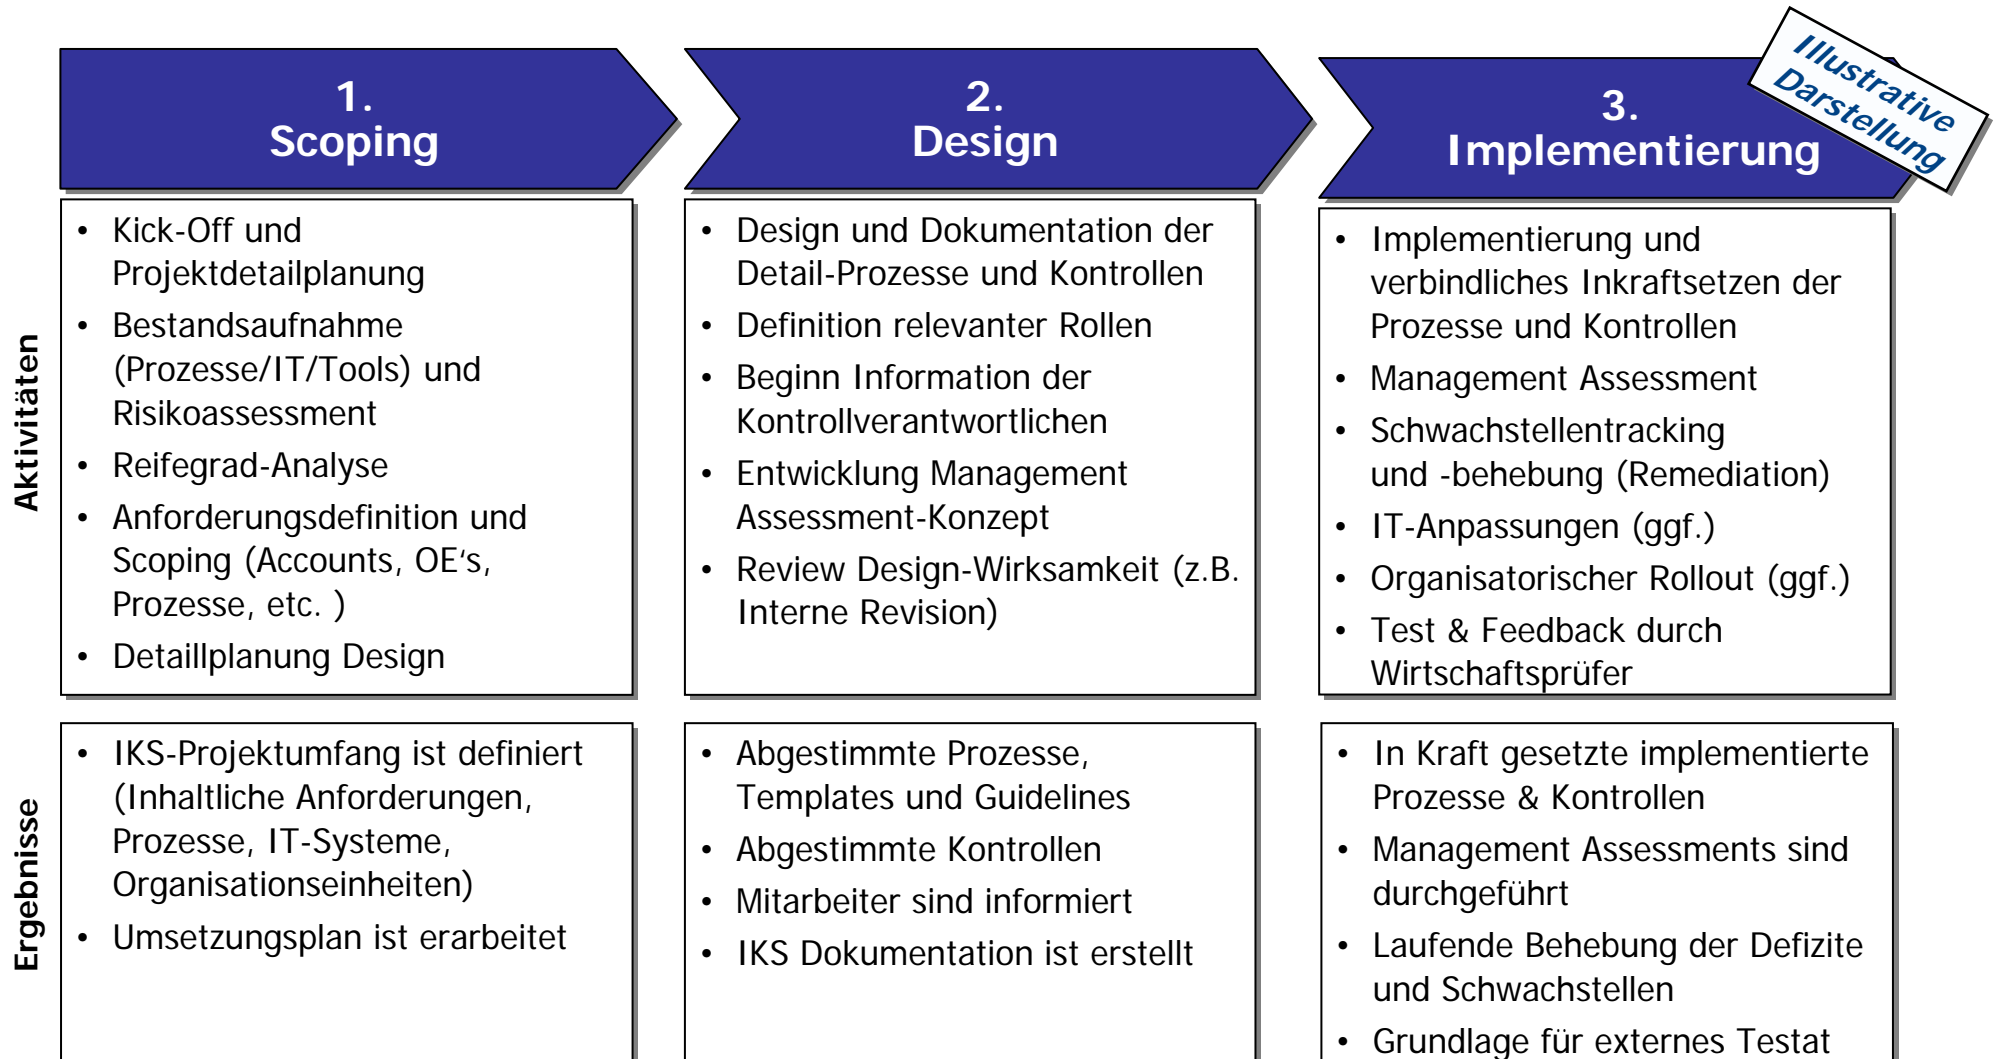 1.
Scoping
2.
Design
3.
Implementierung
Illustrative
Darstellung
Aktivitäten
• Kick-Off und
Projektdetailplanung
• Bestandsaufnahme
(Prozesse/IT/Tools) und
Risikoassessment
• Reifegrad-Analyse
• Anforderungsdefinition und
Scoping (Accounts, OE‘s,
Prozesse, etc. )
• Detaillplanung Design
• Design und Dokumentation der
Detail-Prozesse und Kontrollen
• Definition relevanter Rollen
• Beginn Information der
Kontrollverantwortlichen
• Entwicklung Management
Assessment-Konzept
• Review Design-Wirksamkeit (z.B.
Interne Revision)
• Implementierung und
verbindliches Inkraftsetzen der
Prozesse und Kontrollen
• Management Assessment
• Schwachstellentracking
und -behebung (Remediation)
• IT-Anpassungen (ggf.)
• Organisatorischer Rollout (ggf.)
• Test & Feedback durch
Wirtschaftsprüfer
Ergebnisse
• IKS-Projektumfang ist definiert
(Inhaltliche Anforderungen,
Prozesse, IT-Systeme,
Organisationseinheiten)
• Umsetzungsplan ist erarbeitet
• Abgestimmte Prozesse,
Templates und Guidelines
• Abgestimmte Kontrollen
• Mitarbeiter sind informiert
• IKS Dokumentation ist erstellt
• In Kraft gesetzte implementierte
Prozesse & Kontrollen
• Management Assessments sind
durchgeführt
• Laufende Behebung der Defizite
und Schwachstellen
• Grundlage für externes Testat